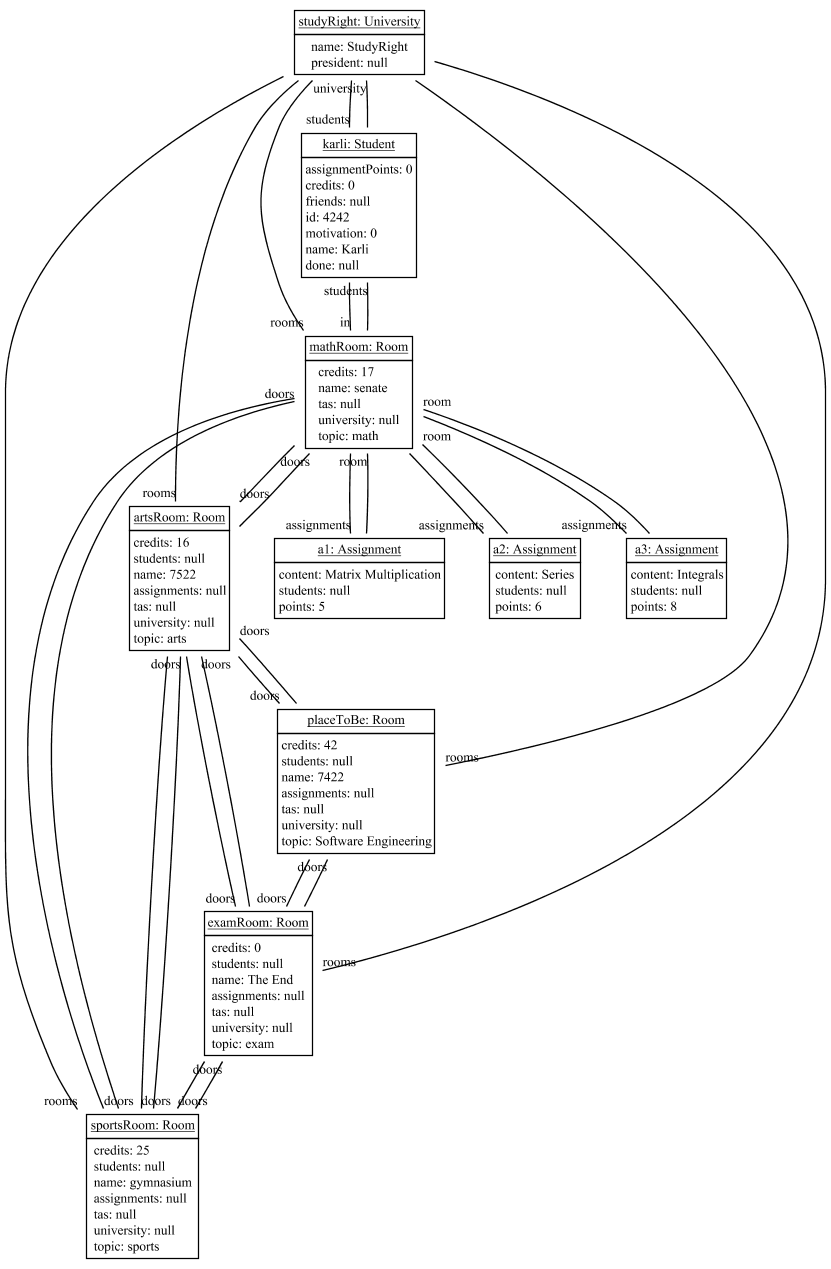 studyRight: University
name: StudyRight
president: null
university
students
karli: Student
assignmentPoints: 0
credits: 0
friends: null
id: 4242
motivation: 0
name: Karli
done: null
students
rooms
in
mathRoom: Room
credits: 17
name: senate
tas: null
university: null
topic: math
doors
room
room
doors
room
rooms
doors
assignments
assignments
assignments
artsRoom: Room
credits: 16
students: null
name: 7522
assignments: null
tas: null
university: null
topic: arts
a1: Assignment
content: Matrix Multiplication
students: null
points: 5
a2: Assignment
content: Series
students: null
points: 6
a3: Assignment
content: Integrals
students: null
points: 8
doors
doors
doors
doors
placeToBe: Room
credits: 42
students: null
name: 7422
assignments: null
tas: null
university: null
topic: Software Engineering
rooms
doors
doors
doors
examRoom: Room
credits: 0
students: null
name: The End
assignments: null
tas: null
university: null
topic: exam
rooms
doors
rooms
doors
doors
doors
sportsRoom: Room
credits: 25
students: null
name: gymnasium
assignments: null
tas: null
university: null
topic: sports